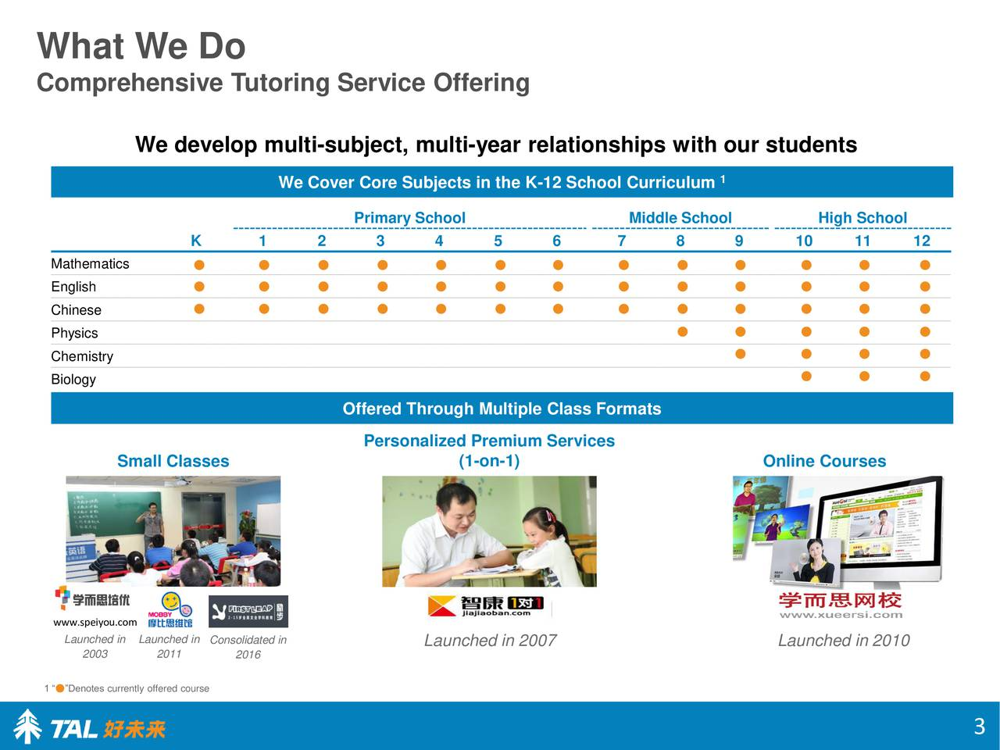 What We Do
Comprehensive Tutoring Service Offering
We develop multi-subject, multi-year relationships with our students
We Cover Core Subjects in the K-12 School Curriculum 1
Primary School Middle School High School
K 1 2 3 4 5 6 7 8 9 10 11 12
Mathematics ● ● ● ● ● ● ● ● ● ● ● ● ●
English ● ● ● ● ● ● ● ● ● ● ● ● ●
Chinese ● ● ● ● ● ● ● ● ● ● ● ● ●
Physics ● ● ● ● ●
Chemistry ● ● ● ●
Biology ● ● ●
Offered Through Multiple Class Formats
Small Classes
Personalized Premium Services
(1-on-1)
Online Courses
学而思培优
www.speiyou.com
MOBBY
摩比思维馆
FIRSTLEAP 励步
智康 1对1
jiajiaoban.com
学而思网校
www.xueersi.com
Launched in
2003
Launched in
2011
Consolidated in
2016
Launched in 2007
Launched in 2010
1 “●”Denotes currently offered course
TAL 好未来
3